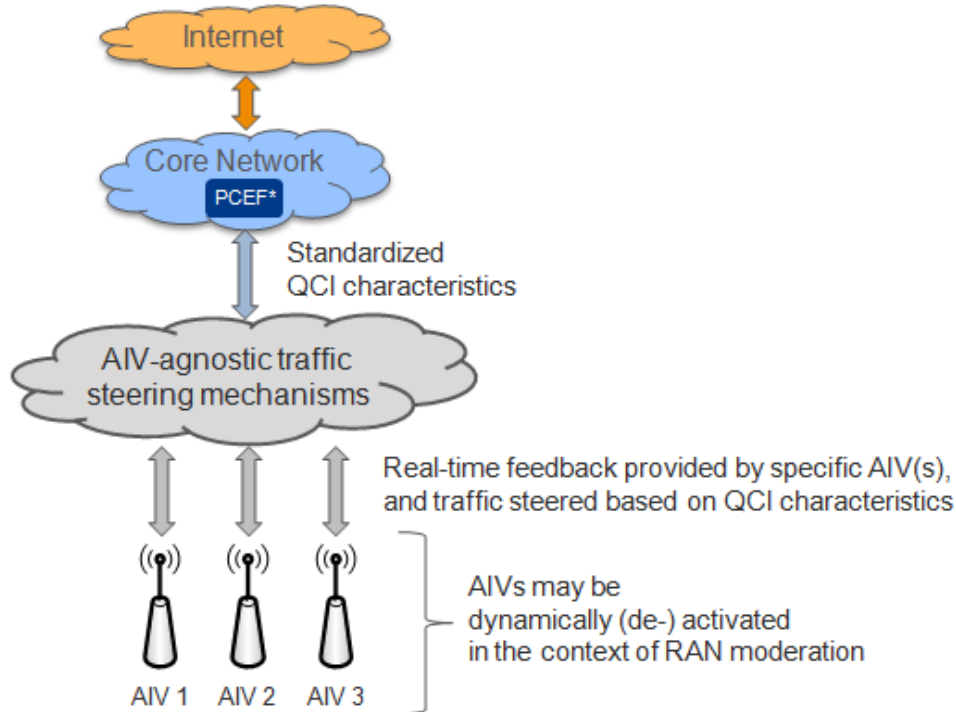 Internet
Core Network
PCEF*
Standardized
QCI characteristics
AIV-agnostic traffic
steering mechanisms
Real-time feedback provided by specific AIV(s),
and traffic steered based on QCI characteristics
AIVs may be
dynamically (de-) activated
in the context of RAN moderation
AIV 1 AIV 2 AIV 3